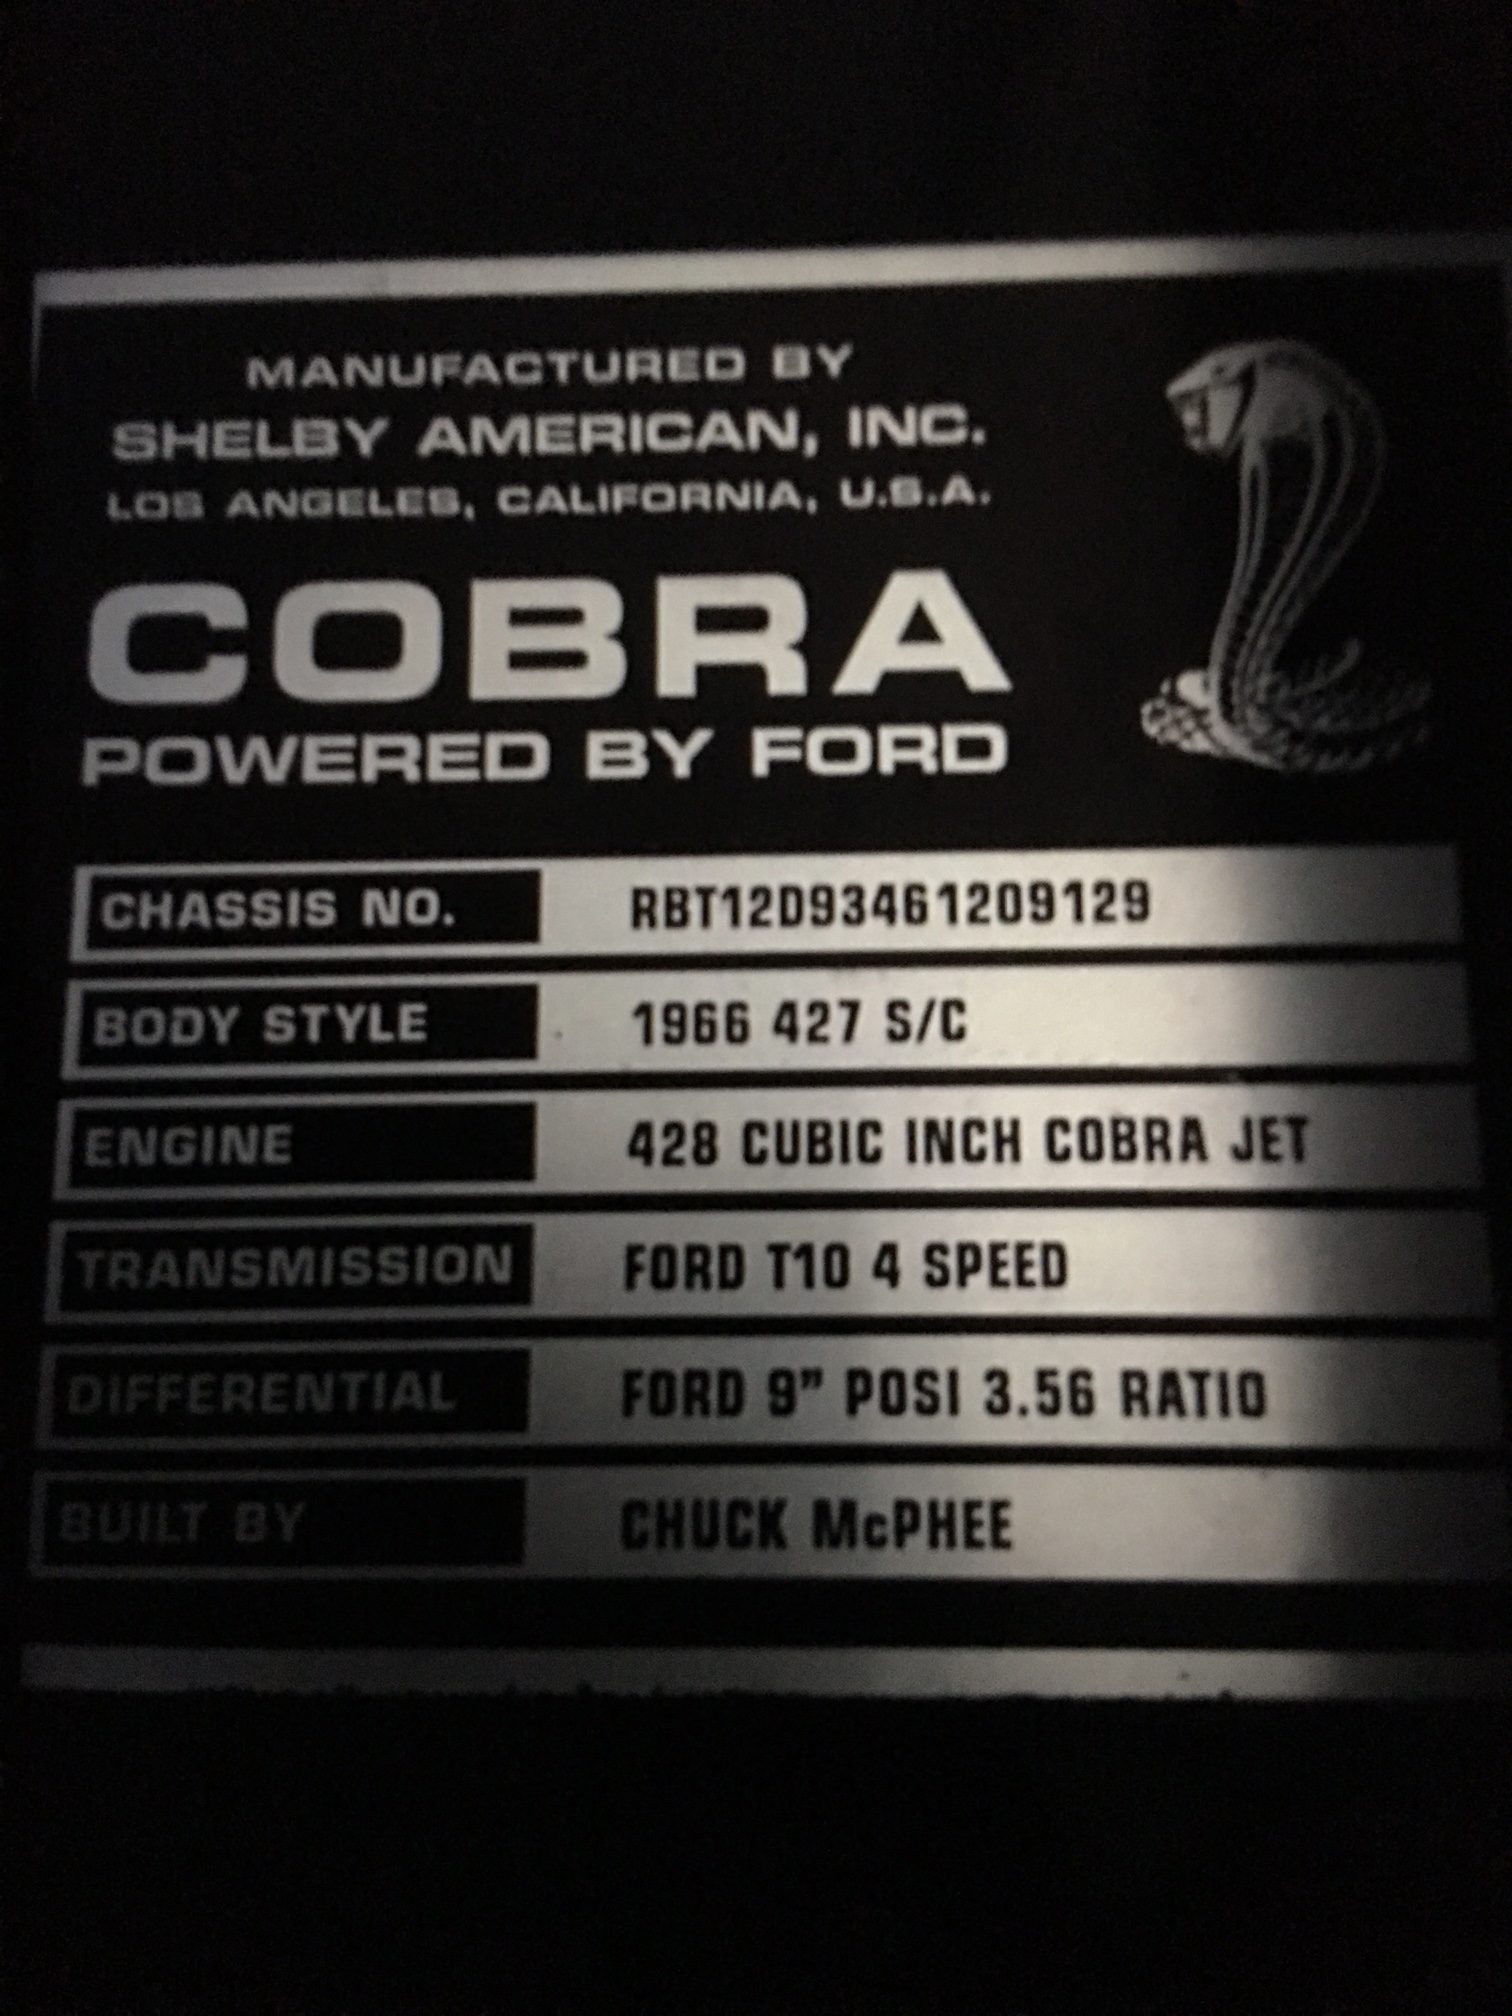 MANUFACTURED BY
SHELBY AMERICAN, INC.
LOS ANGELES, CALIFORNIA, U.S.A.
COBRA
POWERED BY FORD
CHASSIS NO. RBT12D93461209129
BODY STYLE 1966 427 S/C
ENGINE 428 CUBIC INCH COBRA JET
TRANSMISSION FORD T10 4 SPEED
DIFFERENTIAL FORD 9” POSI 3.56 RATIO
BUILT BY CHUCK McPHEE